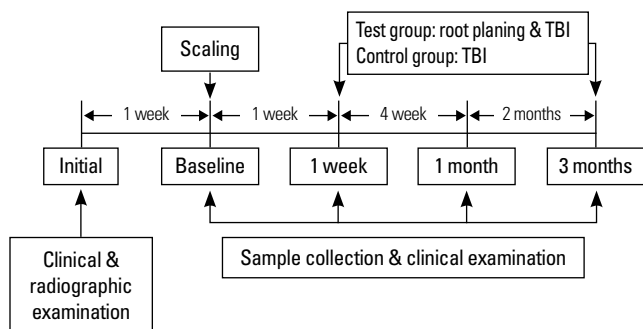 Scaling
Test group: root planing & TBI
Control group: TBI
1 week
1 week
4 week
2 months
Initial
Baseline
1 week
1 month
3 months
Clinical &
radiographic
examination
Sample collection & clinical examination